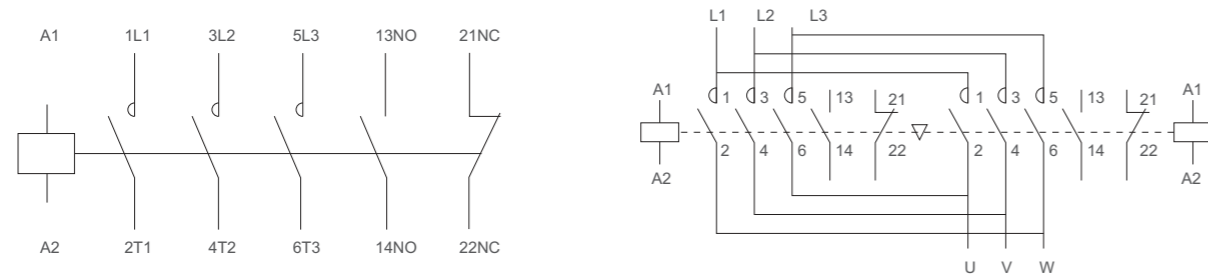 A1 1L1 3L2 5L3 13NO 21NC
A2 2T1 4T2 6T3 14NO 22NC
L1 L2 L3
A1 1 3 5 13 21 1 3 5 13 21 A1
2 4 6 14 22 2 4 6 14 22
A2 A2
U V W